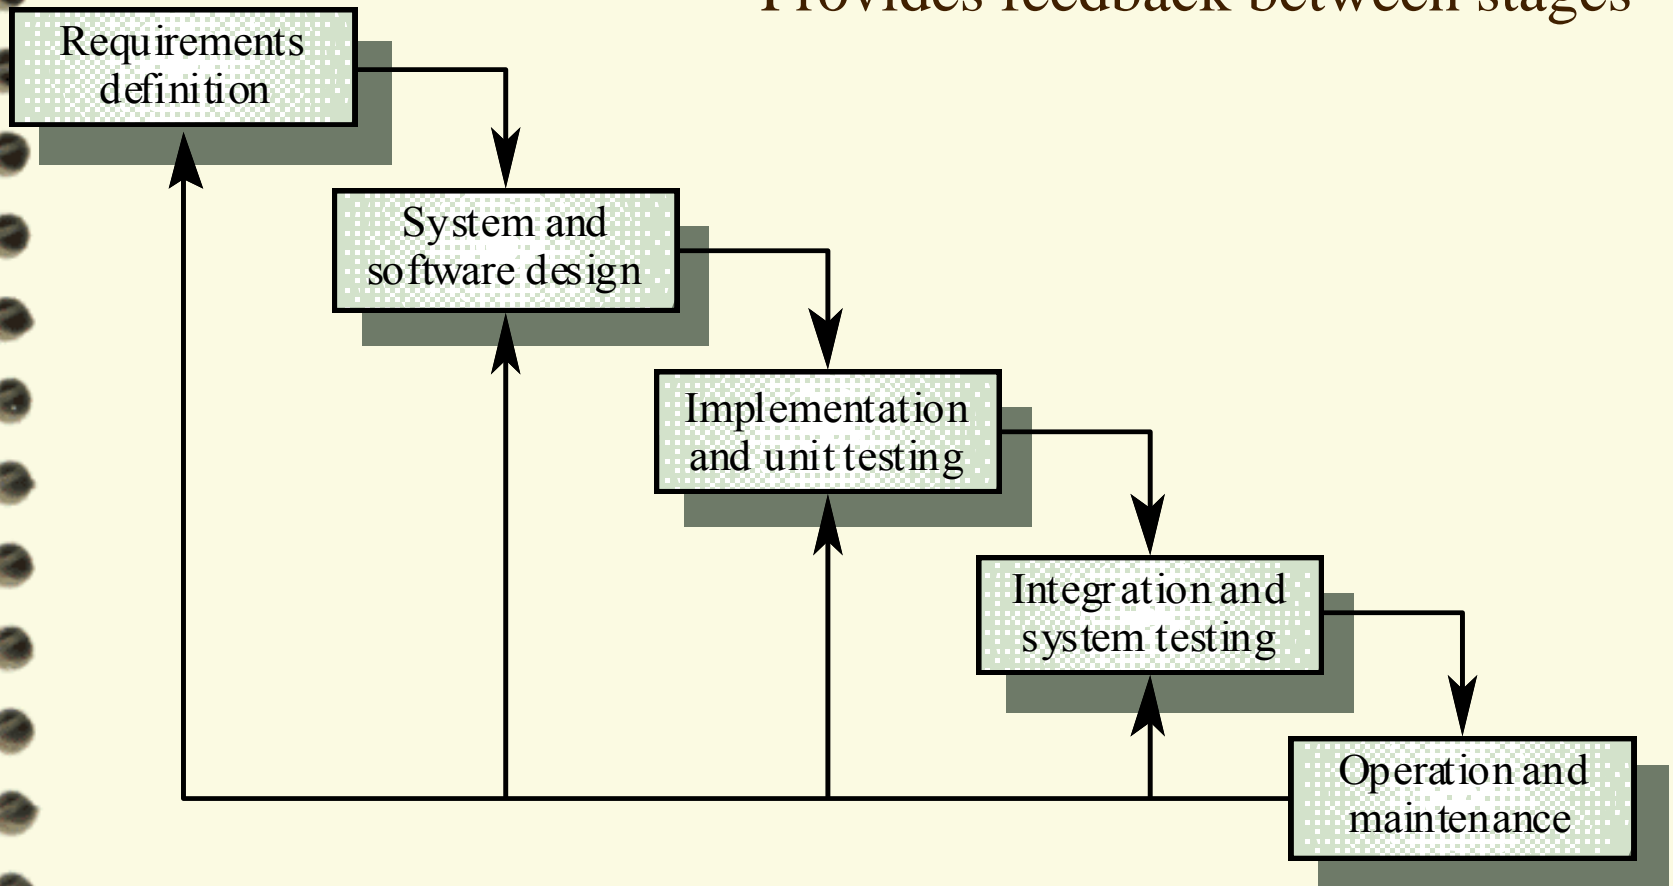 Provides feedback between stages
Requirements
definition
System and
software design
Implementation
and unit testing
Integration and
system testing
Operation and
maintenance